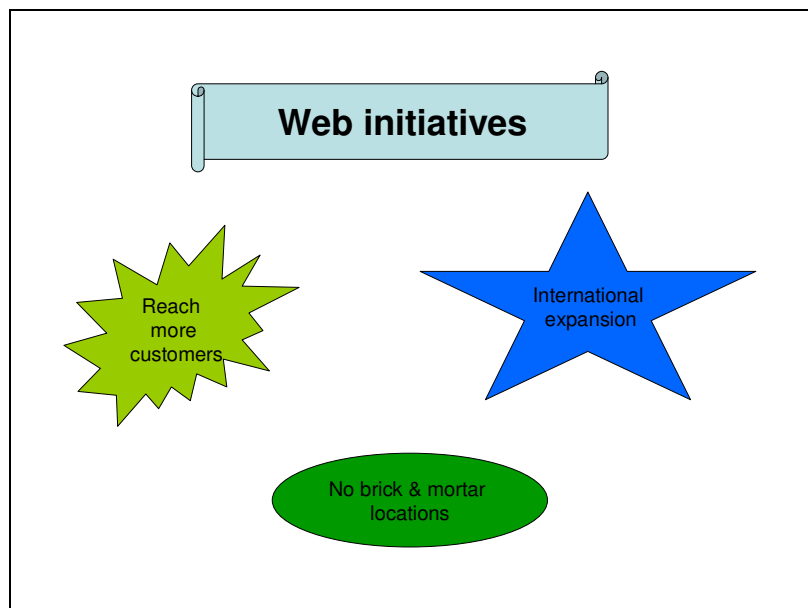 Web initiatives
Reach
more
customers
International
expansion
No brick & mortar
locations